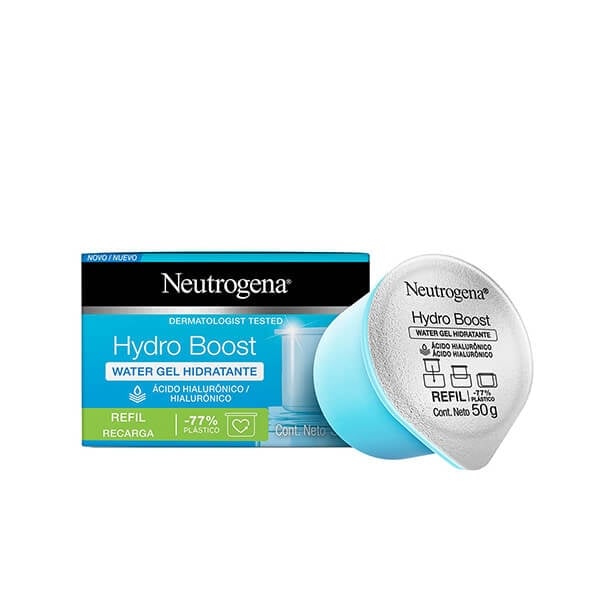 NOVO / NUEVO
Neutrogena®
DERMATOLOGIST TESTED
Hydro Boost
WATER GEL HIDRATANTE
ÁCIDO HIALURÔNICO /
HIALURÓNICO
REFIL
RECARGA
-77%
PLÁSTICO
Cont. Neto
Neutrogena®
Hydro Boost
WATER GEL HIDRATANTE
ÁCIDO HIALURÔNICO
ÁCIDO HIALURÓNICO
REFIL -77%
PLÁSTICO
Cont. Neto 50g